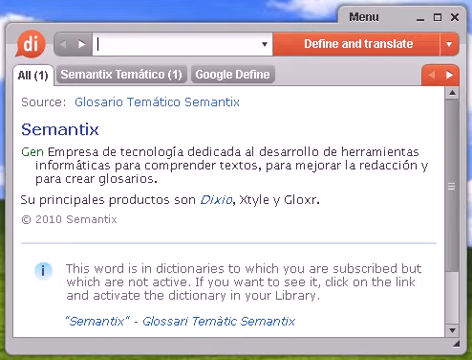 Menu
di
Define and translate
All (1)
Semantix Temático (1)
Google Define
Source: Glosario Temático Semantix
Semantix
Gen Empresa de tecnología dedicada al desarrollo de herramientas
informáticas para comprender textos, para mejorar la redacción y
para crear glosarios.
Su principales productos son Dixio, Xtyle y Gloxr.
© 2010 Semantix
i
This word is in dictionaries to which you are subscribed but
which are not active. If you want to see it, click on the link
and activate the dictionary in your Library.
"Semantix" - Glossari Temàtic Semantix